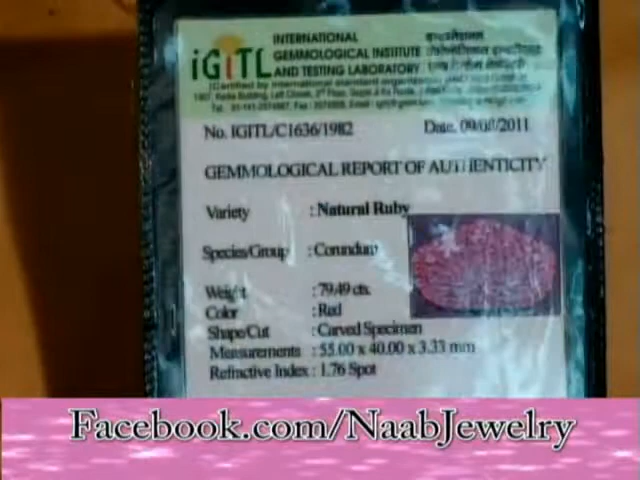 iGiTL
INTERNATIONAL
GEMMOLOGICAL INSTITUTE
AND TESTING LABORATORY
No. IGITL/C1636/1982 Date. 09/08/2011
GEMMOLOGICAL REPORT OF AUTHENTICITY
Variety : Natural Ruby
Species/Group : Corundum
Weight : 79.49 cts.
Color : Red
Shape/Cut : Carved Specimen
Measurements : 55.00 x 40.00 x 3.33 mm
Refractive Index : 1.76 Spot
Facebook.com/NaabJewelry